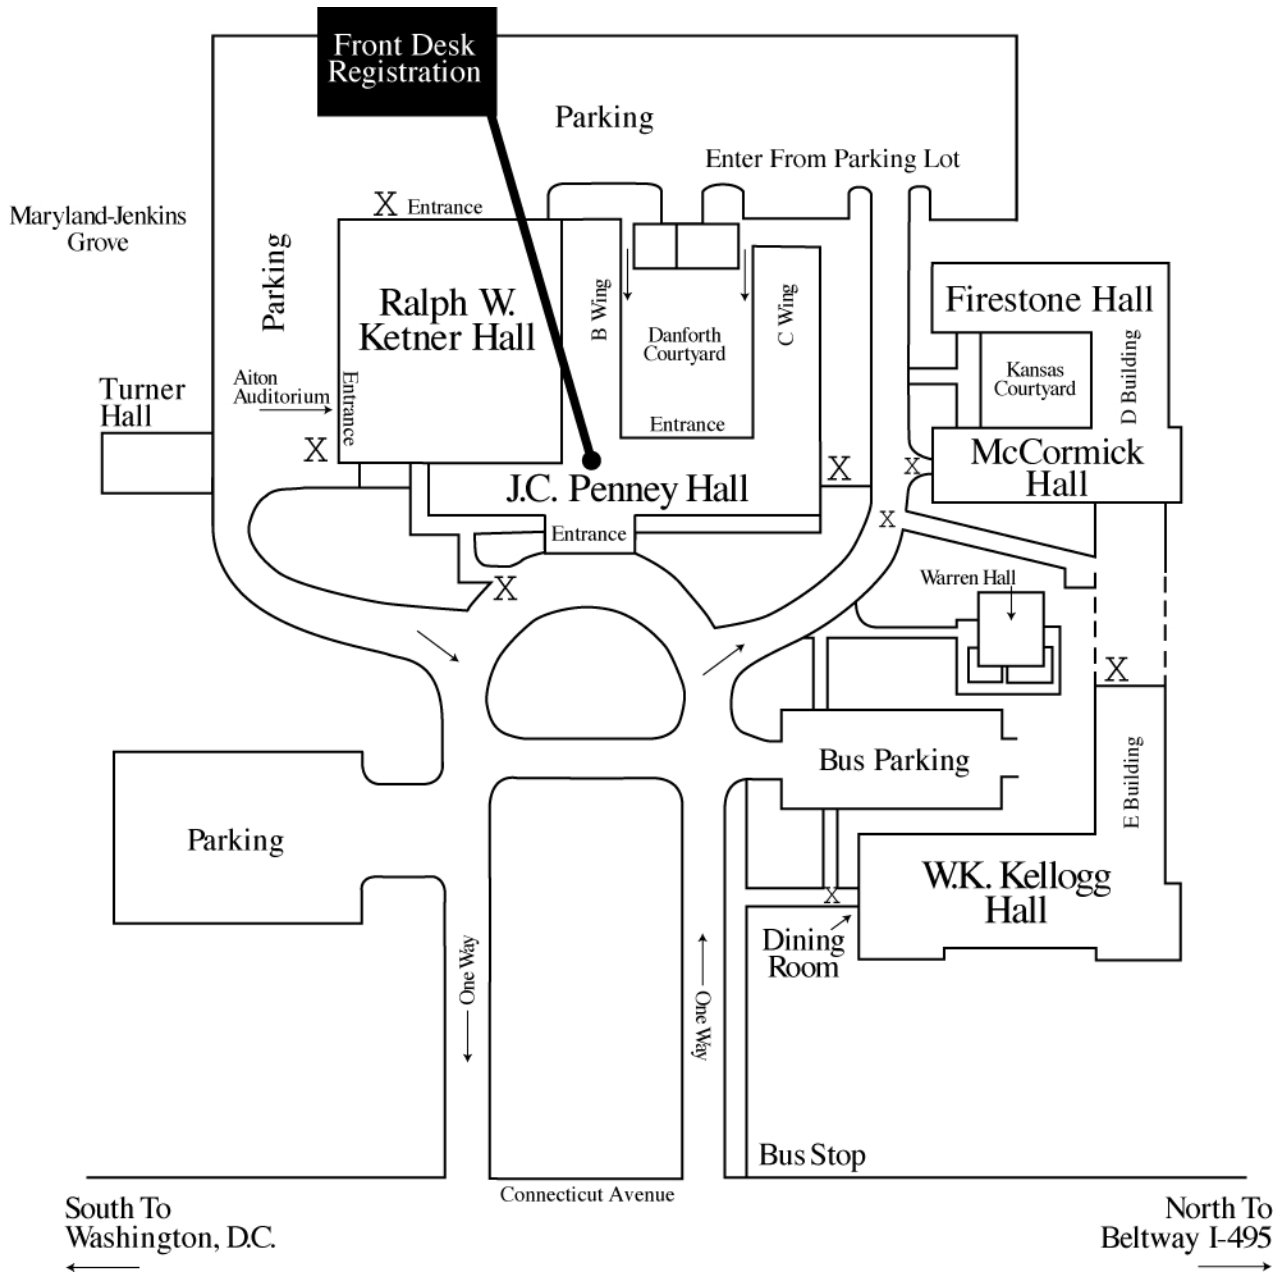 Front Desk
Registration
Parking
Enter From Parking Lot
Maryland-Jenkins
Grove
X Entrance
Parking
Ralph W.
Ketner Hall
B Wing
Danforth
Courtyard
C Wing
Firestone Hall
Kansas
Courtyard
D Building
Turner
Hall
Aiton
Auditorium
Entrance
X
Entrance
J.C. Penney Hall
X
X
McCormick
Hall
Entrance
X
X
Warren Hall
X
Bus Parking
E Building
Parking
W.K. Kellogg
Hall
X
Dining
Room
One Way
One Way
Bus Stop
Connecticut Avenue
South To
Washington, D.C.
North To
Beltway I-495